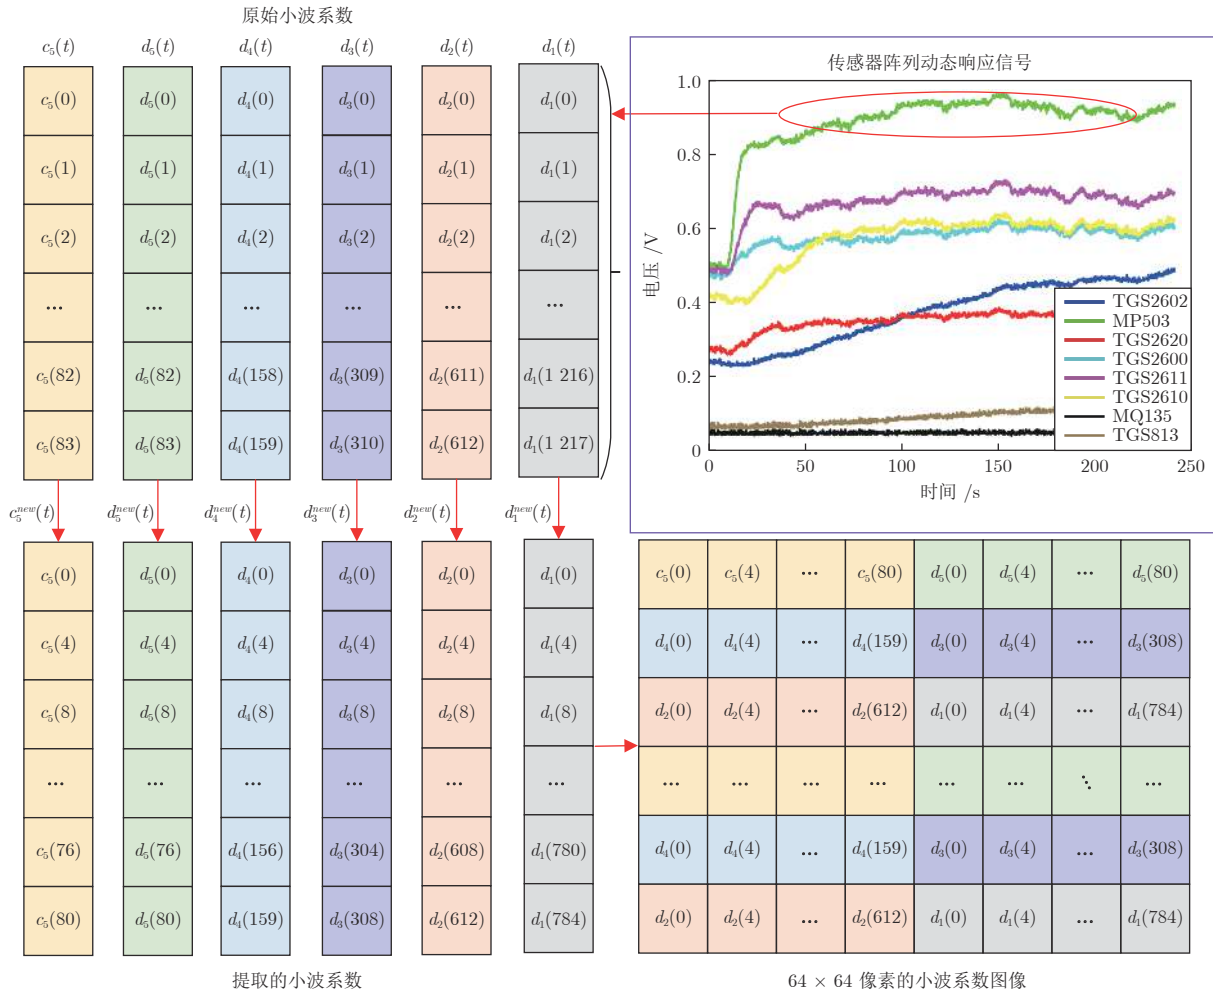 原始小波系数
c₅(t) d₅(t) d₄(t) d₃(t) d₂(t) d₁(t)
c₅(0) d₅(0) d₄(0) d₃(0) d₂(0) d₁(0)
c₅(1) d₅(1) d₄(1) d₃(1) d₂(1) d₁(1)
c₅(2) d₅(2) d₄(2) d₃(2) d₂(2) d₁(2)
... ... ... ... ... ...
c₅(82) d₅(82) d₄(158) d₃(309) d₂(611) d₁(1 216)
c₅(83) d₅(83) d₄(159) d₃(310) d₂(612) d₁(1 217)
传感器阵列动态响应信号
1.0
0.8
0.6
0.4
0.2
0
电压 /V
0 50 100 150 200 250
时间 /s
TGS2602
MP503
TGS2620
TGS2600
TGS2611
TGS2610
MQ135
TGS813
c₅ⁿᵉʷ(t) d₅ⁿᵉʷ(t) d₄ⁿᵉʷ(t) d₃ⁿᵉʷ(t) d₂ⁿᵉʷ(t) d₁ⁿᵉʷ(t)
c₅(0) d₅(0) d₄(0) d₃(0) d₂(0) d₁(0)
c₅(4) d₅(4) d₄(4) d₃(4) d₂(4) d₁(4)
c₅(8) d₅(8) d₄(8) d₃(8) d₂(8) d₁(8)
... ... ... ... ... ...
c₅(76) d₅(76) d₄(156) d₃(304) d₂(608) d₁(780)
c₅(80) d₅(80) d₄(159) d₃(308) d₂(612) d₁(784)
提取的小波系数
c₅(0) c₅(4) ... c₅(80) d₅(0) d₅(4) ... d₅(80)
d₄(0) d₄(4) ... d₄(159) d₃(0) d₃(4) ... d₃(308)
d₂(0) d₂(4) ... d₂(612) d₁(0) d₁(4) ... d₁(784)
... ... ... ... ... ... ⋱ ...
d₄(0) d₄(4) ... d₄(159) d₃(0) d₃(4) ... d₃(308)
d₂(0) d₂(4) ... d₂(612) d₁(0) d₁(4) ... d₁(784)
64 × 64 像素的小波系数图像